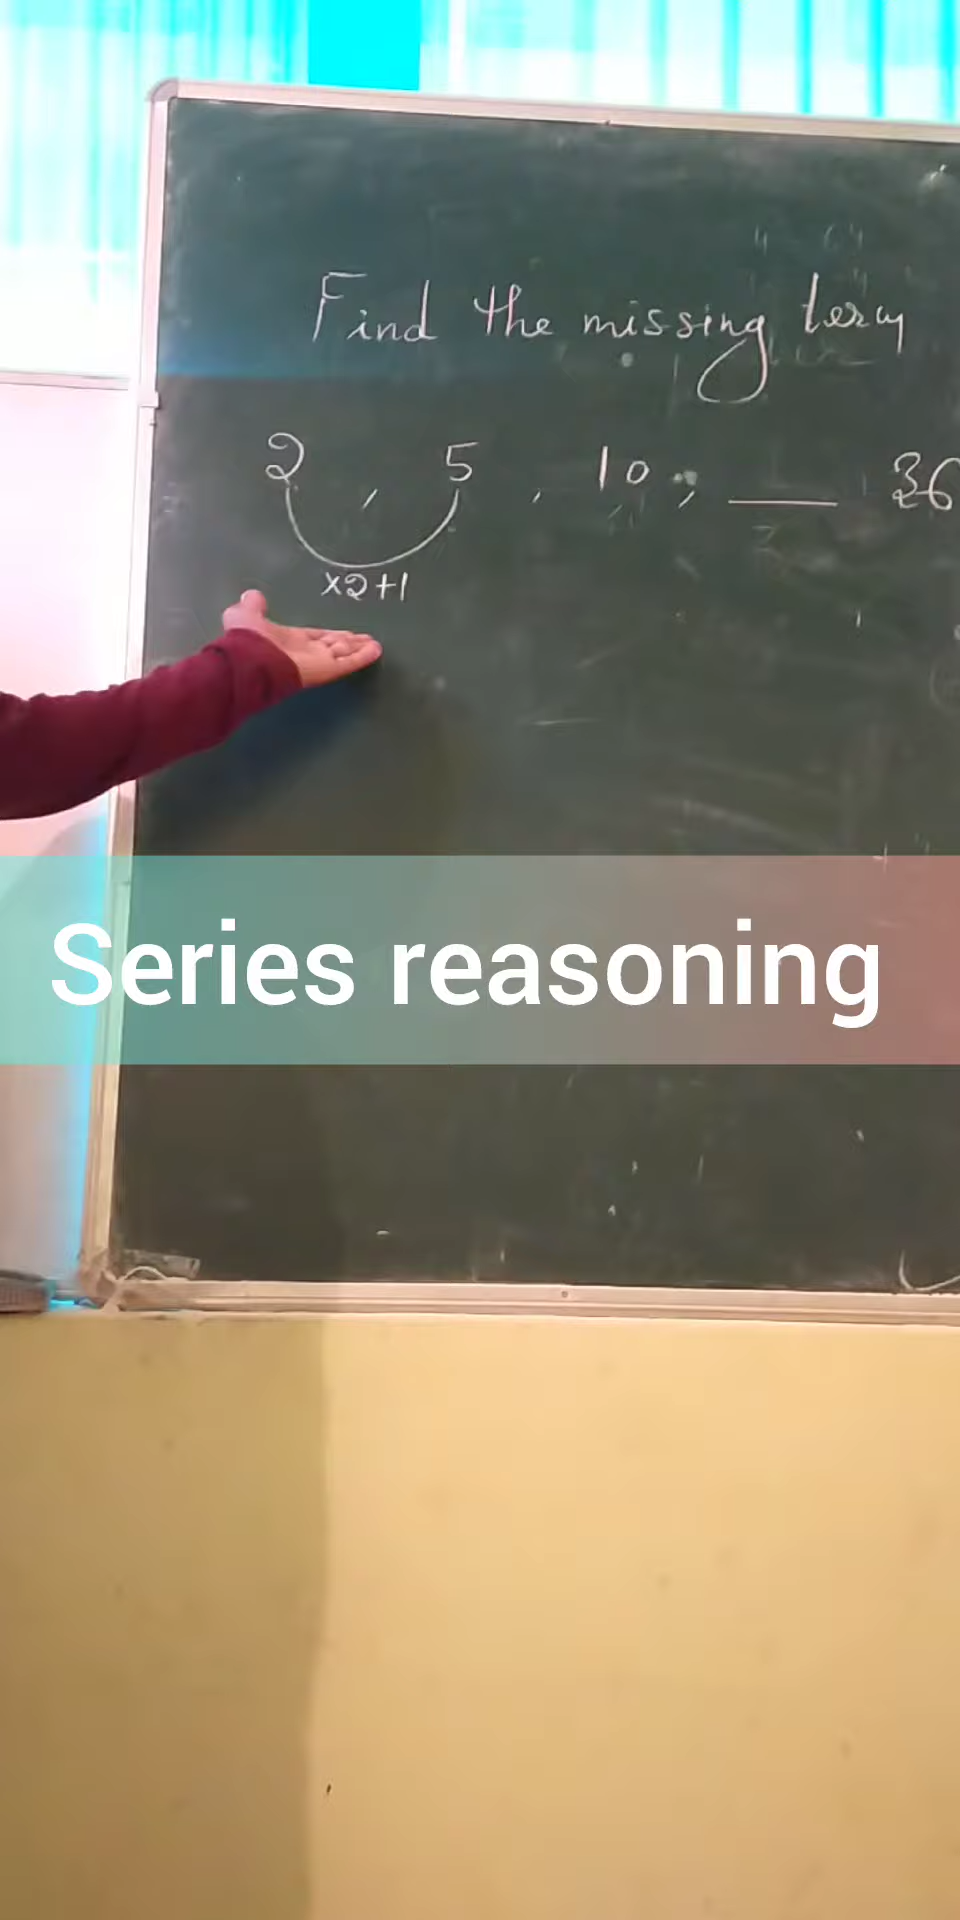 Find the missing term
2 , 5 , 10 , ___ 36
×2+1
Series reasoning